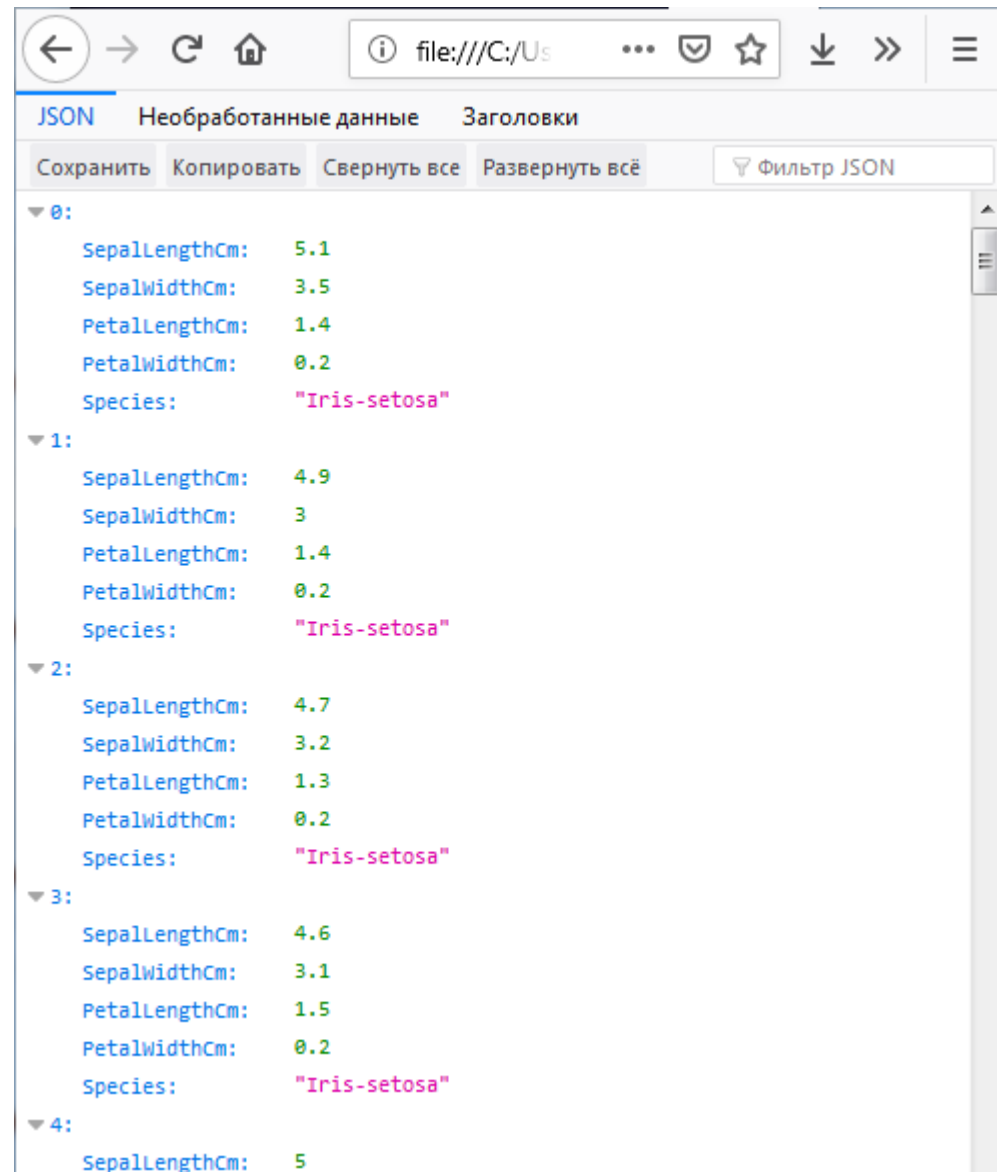 file:///C:/Us
JSON Необработанные данные Заголовки
Сохранить Копировать Свернуть все Развернуть всё Фильтр JSON
0:
SepalLengthCm: 5.1
SepalWidthCm: 3.5
PetalLengthCm: 1.4
PetalWidthCm: 0.2
Species: "Iris-setosa"
1:
SepalLengthCm: 4.9
SepalWidthCm: 3
PetalLengthCm: 1.4
PetalWidthCm: 0.2
Species: "Iris-setosa"
2:
SepalLengthCm: 4.7
SepalWidthCm: 3.2
PetalLengthCm: 1.3
PetalWidthCm: 0.2
Species: "Iris-setosa"
3:
SepalLengthCm: 4.6
SepalWidthCm: 3.1
PetalLengthCm: 1.5
PetalWidthCm: 0.2
Species: "Iris-setosa"
4:
SepalLengthCm: 5